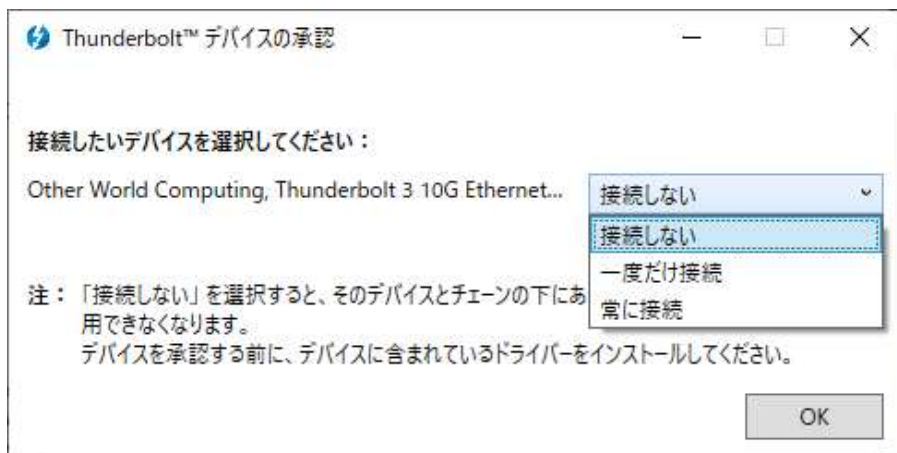 Thunderbolt™ デバイスの承認
接続したいデバイスを選択してください：
Other World Computing, Thunderbolt 3 10G Ethernet...
接続しない
接続しない
一度だけ接続
常に接続
注： 「接続しない」を選択すると、そのデバイスとチェーンの下にあ
用できなくなります。
デバイスを承認する前に、デバイスに含まれているドライバーをインストールしてください。
OK